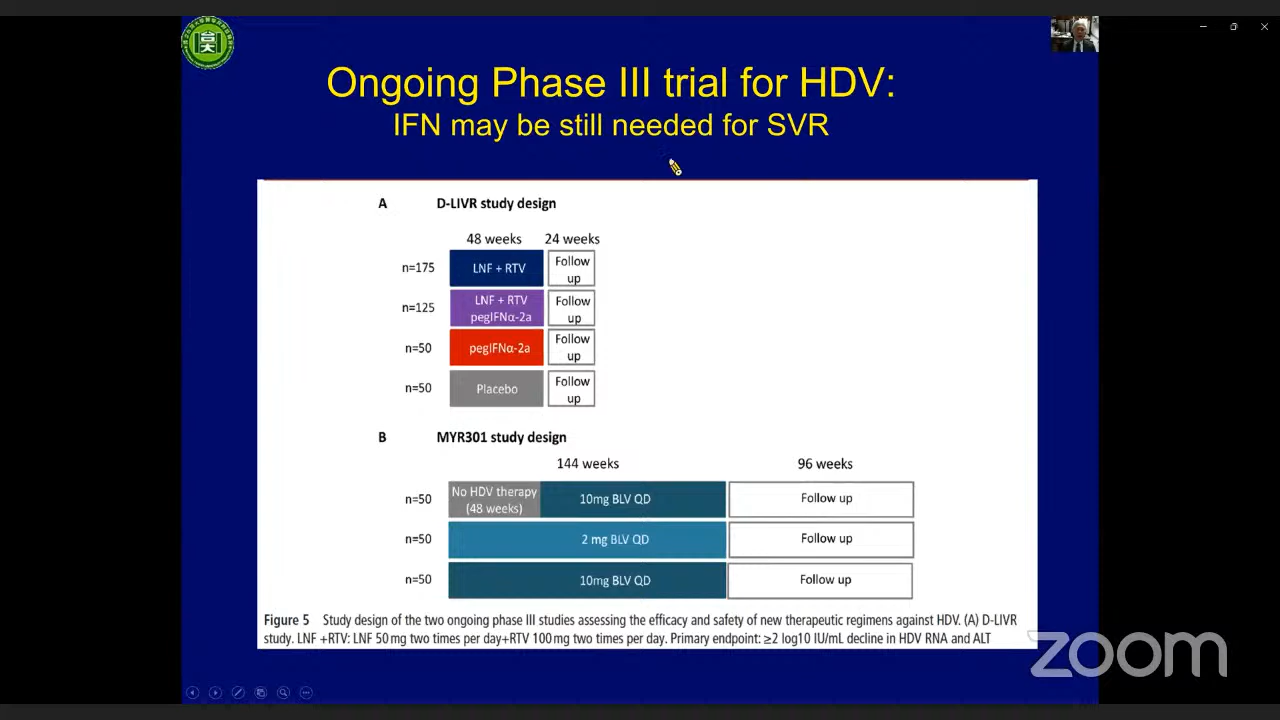 Ongoing Phase III trial for HDV:
IFN may be still needed for SVR
A D-LIVR study design
48 weeks 24 weeks
n=175 LNF + RTV Follow up
n=125 LNF + RTV pegIFNα-2a Follow up
n=50 pegIFNα-2a Follow up
n=50 Placebo Follow up
B MYR301 study design
144 weeks 96 weeks
n=50 No HDV therapy (48 weeks) 10mg BLV QD Follow up
n=50 2 mg BLV QD Follow up
n=50 10mg BLV QD Follow up
Figure 5 Study design of the two ongoing phase III studies assessing the efficacy and safety of new therapeutic regimens against HDV. (A) D-LIVR
study. LNF +RTV: LNF 50 mg two times per day+RTV 100 mg two times per day. Primary endpoint: ≥2 log10 IU/mL decline in HDV RNA and ALT
zoom